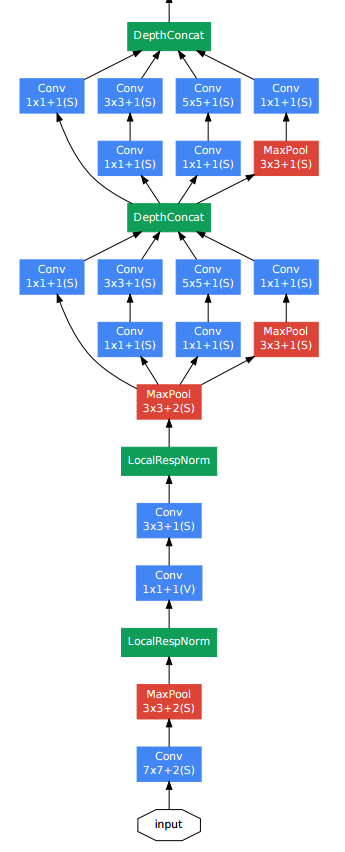 DepthConcat
Conv
1x1+1(S)
Conv
3x3+1(S)
Conv
5x5+1(S)
Conv
1x1+1(S)
Conv
1x1+1(S)
Conv
1x1+1(S)
MaxPool
3x3+1(S)
DepthConcat
Conv
1x1+1(S)
Conv
3x3+1(S)
Conv
5x5+1(S)
Conv
1x1+1(S)
Conv
1x1+1(S)
Conv
1x1+1(S)
MaxPool
3x3+1(S)
MaxPool
3x3+2(S)
LocalRespNorm
Conv
3x3+1(S)
Conv
1x1+1(V)
LocalRespNorm
MaxPool
3x3+2(S)
Conv
7x7+2(S)
input